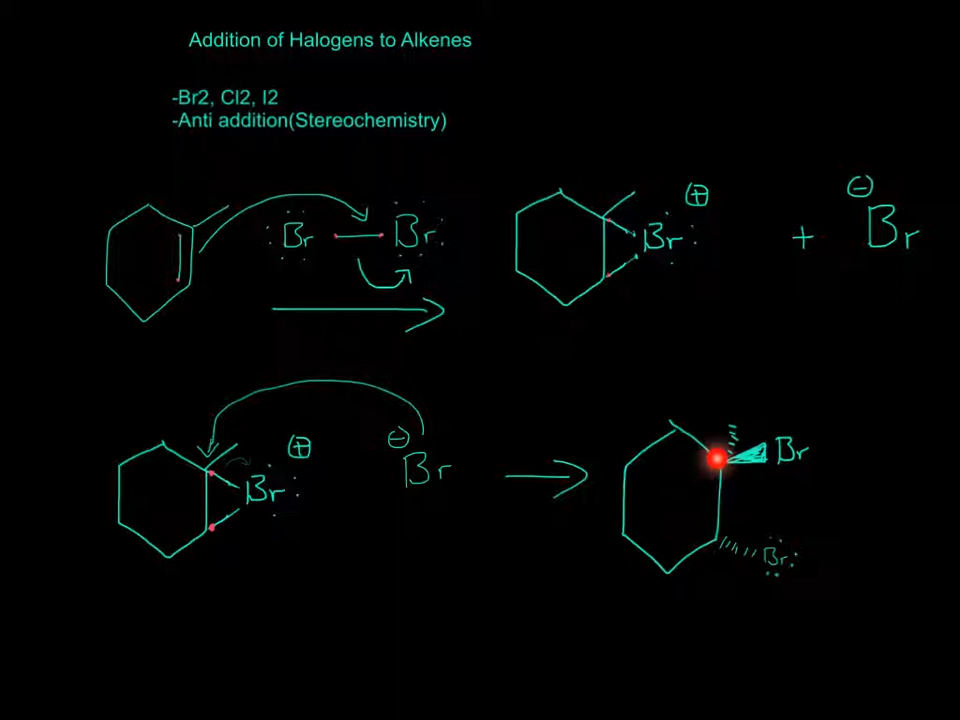 Addition of Halogens to Alkenes
-Br2, Cl2, I2
-Anti addition(Stereochemistry)
Br Br
Br ⊕ + Br ⊖
Br ⊕ Br ⊖
Br
Br